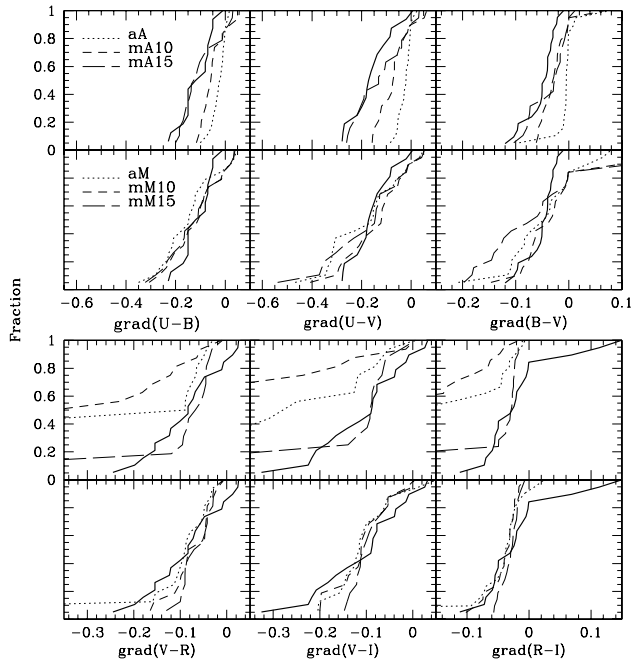 1
0.8
0.6
0.4
0.2
aA
mA10
mA15
aM
mM10
mM15
-0.6 -0.4 -0.2 0
-0.6 -0.4 -0.2 0
-0.2 -0.1 0 0.1
grad(U-B)
grad(U-V)
grad(B-V)
Fraction
1
0.8
0.6
0.4
0.2
0
-0.3 -0.2 -0.1 0
-0.3 -0.2 -0.1 0
-0.1 0 0.1
grad(V-R)
grad(V-I)
grad(R-I)